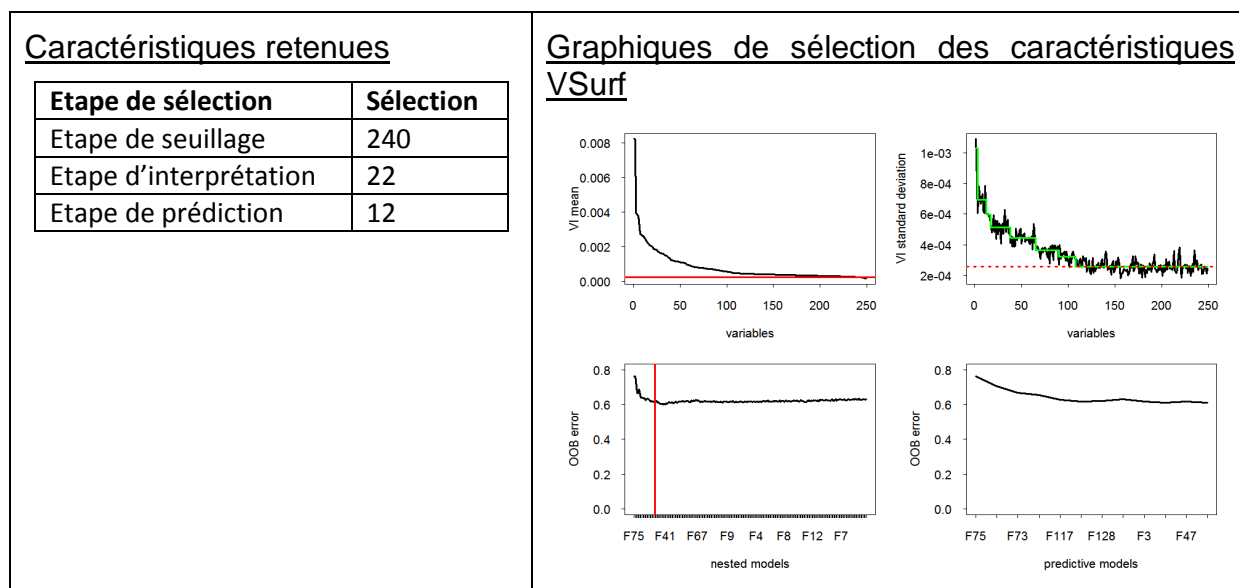 Caractéristiques retenues
Etape de sélection Sélection
Etape de seuillage 240
Etape d'interprétation 22
Etape de prédiction 12
Graphiques de sélection des caractéristiques
VSurf
VI mean
0.008
0.006
0.004
0.002
0.000
0 50 100 150 200 250
variables
VI standard deviation
1e-03
8e-04
6e-04
4e-04
2e-04
0 50 100 150 200 250
variables
OOB error
0.8
0.6
0.4
0.2
0.0
F75 F41 F67 F9 F4 F8 F12 F7
nested models
OOB error
0.8
0.6
0.4
0.2
0.0
F75 F73 F117 F128 F3 F47
predictive models